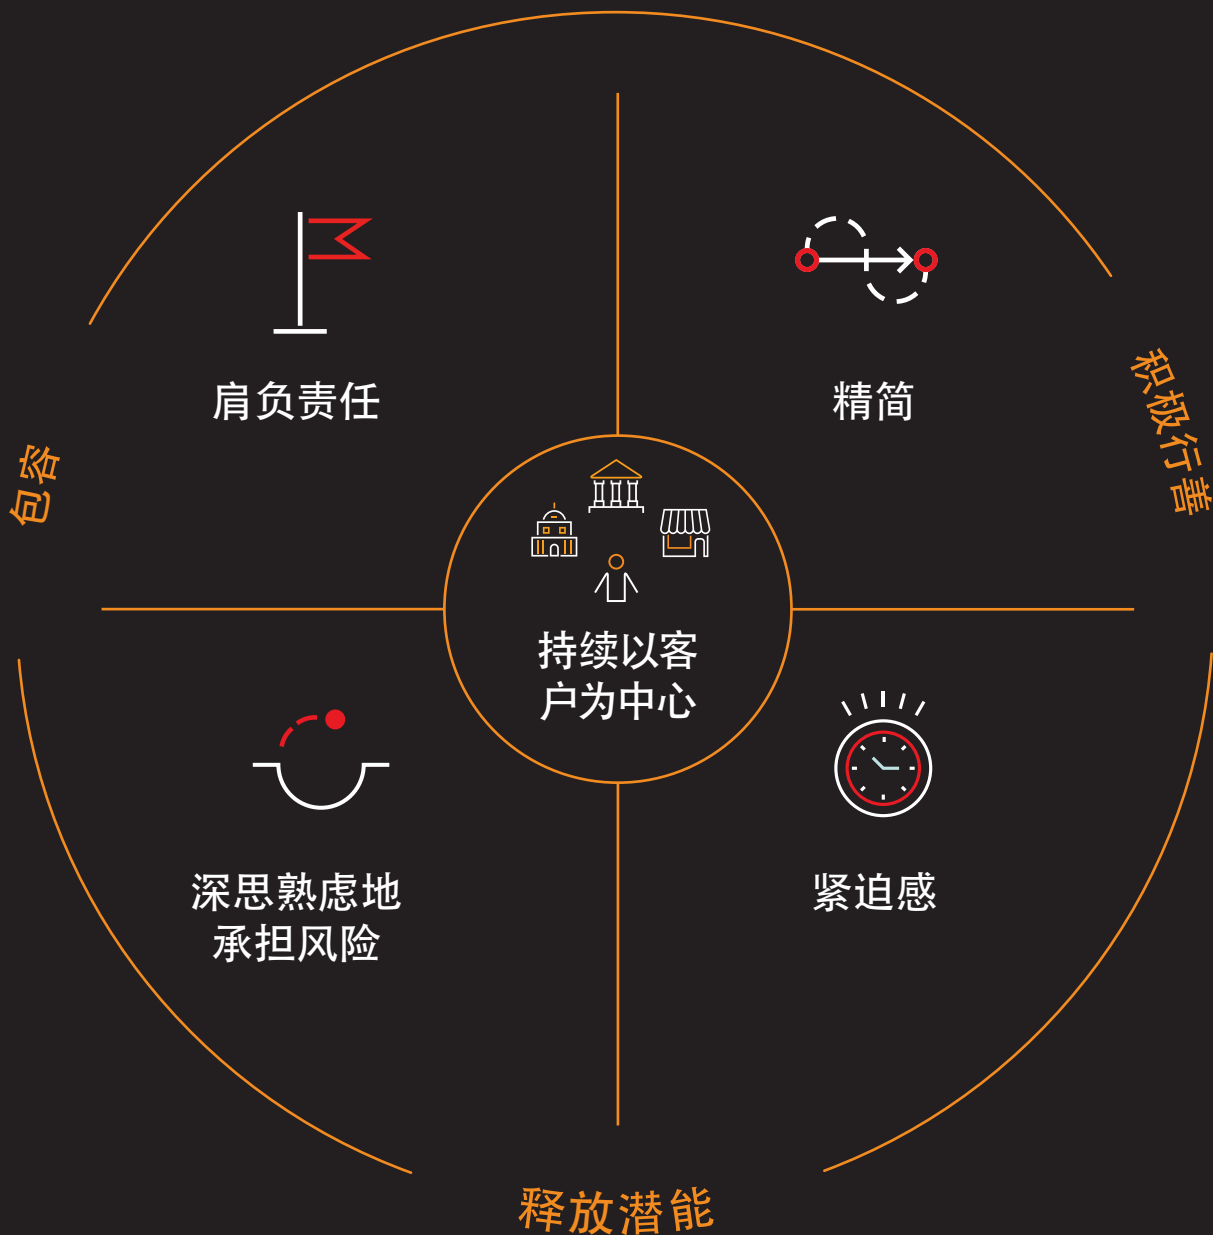 肩负责任
精简
包容
积极行善
持续以客
户为中心
深思熟虑地
承担风险
紧迫感
释放潜能